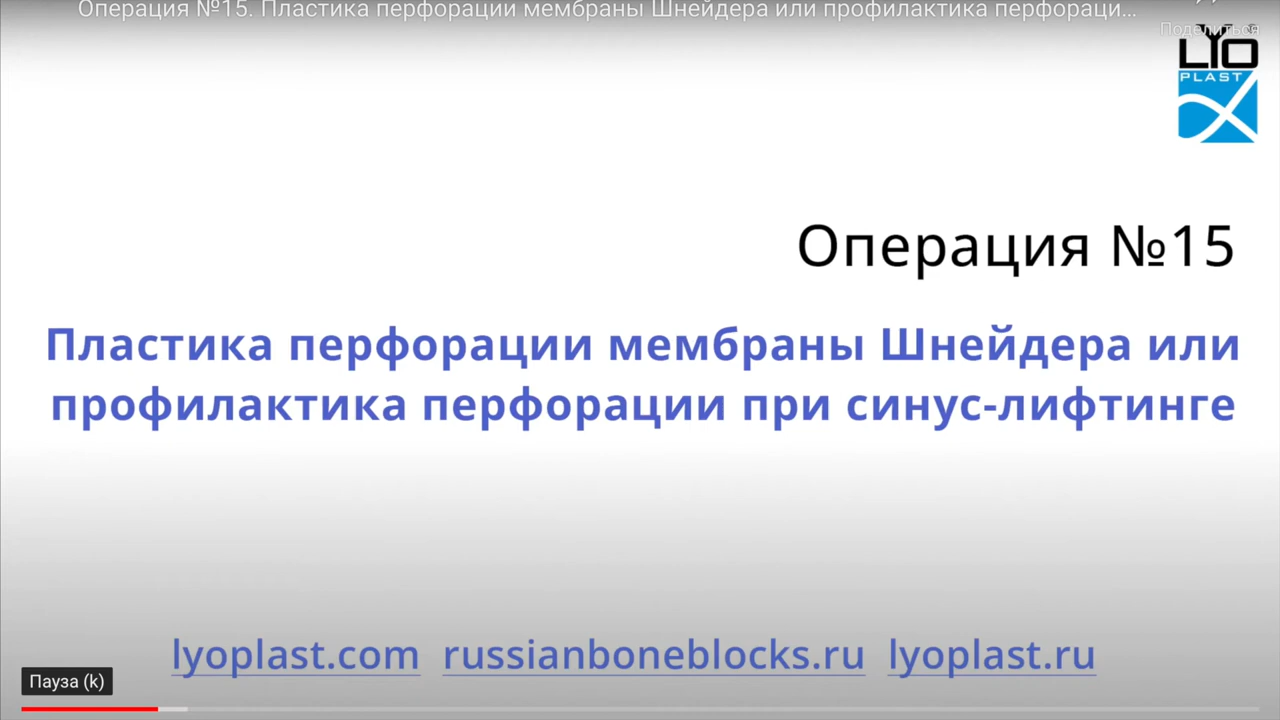 Операция №15. Пластика перфорации мембраны Шнейдера или профилактика перфораци...
Поделиться
LYO
PLAST
Операция №15
Пластика перфорации мембраны Шнейдера или
профилактика перфорации при синус-лифтинге
lyoplast.com russianboneblocks.ru lyoplast.ru
Пауза (k)